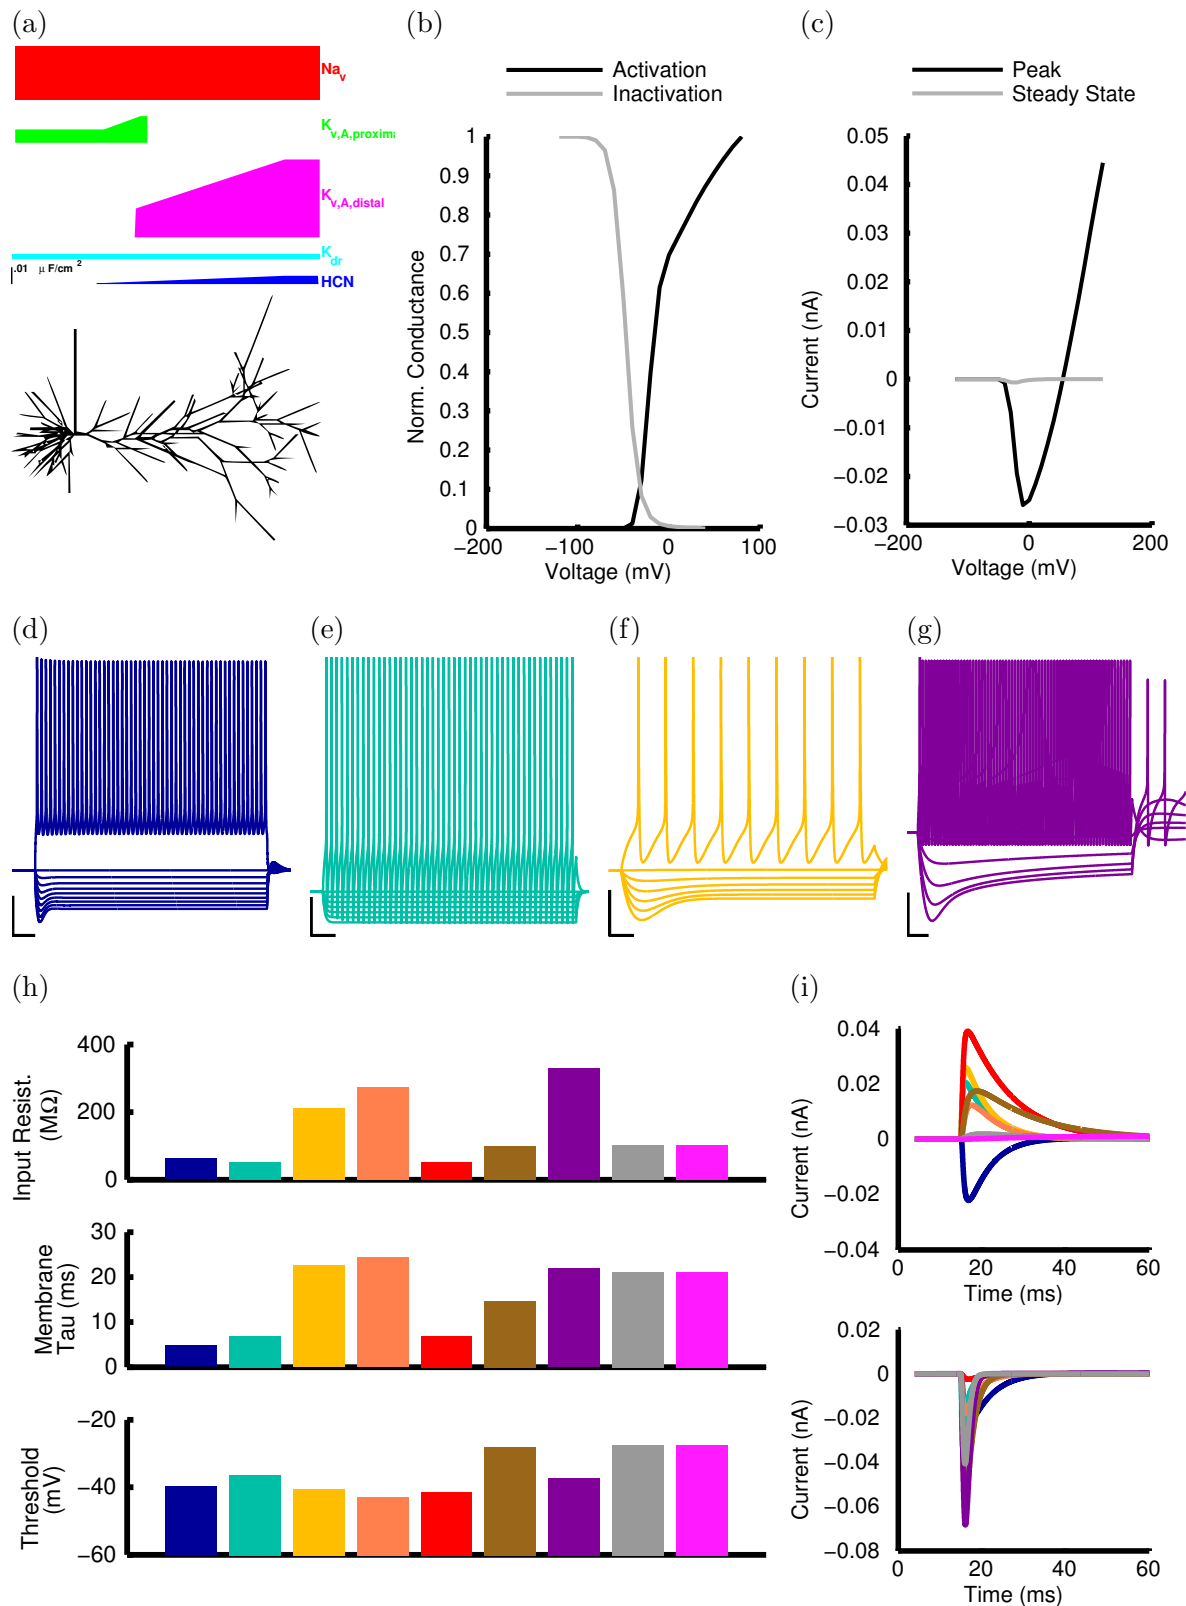 (a)
Na v
K v,A,proxima
K v,A,distal
K dr
.01 μ F/cm 2
HCN
(b)
Activation
Inactivation
1
0.9
0.8
0.7
0.6
0.5
0.4
0.3
0.2
0.1
0
Norm. Conductance
−200 −100 0 100
Voltage (mV)
(c)
Peak
Steady State
0.05
0.04
0.03
0.02
0.01
0
−0.01
−0.02
−0.03
Current (nA)
−200 0 200
Voltage (mV)
(d)
(e)
(f)
(g)
(h)
400
200
0
Input Resist.
(MΩ)
30
20
10
0
Membrane
Tau (ms)
−20
−40
−60
Threshold
(mV)
(i)
0.04
0.02
0
−0.02
−0.04
Current (nA)
0 20 40 60
Time (ms)
0.02
0
−0.02
−0.04
−0.06
−0.08
Current (nA)
0 20 40 60
Time (ms)